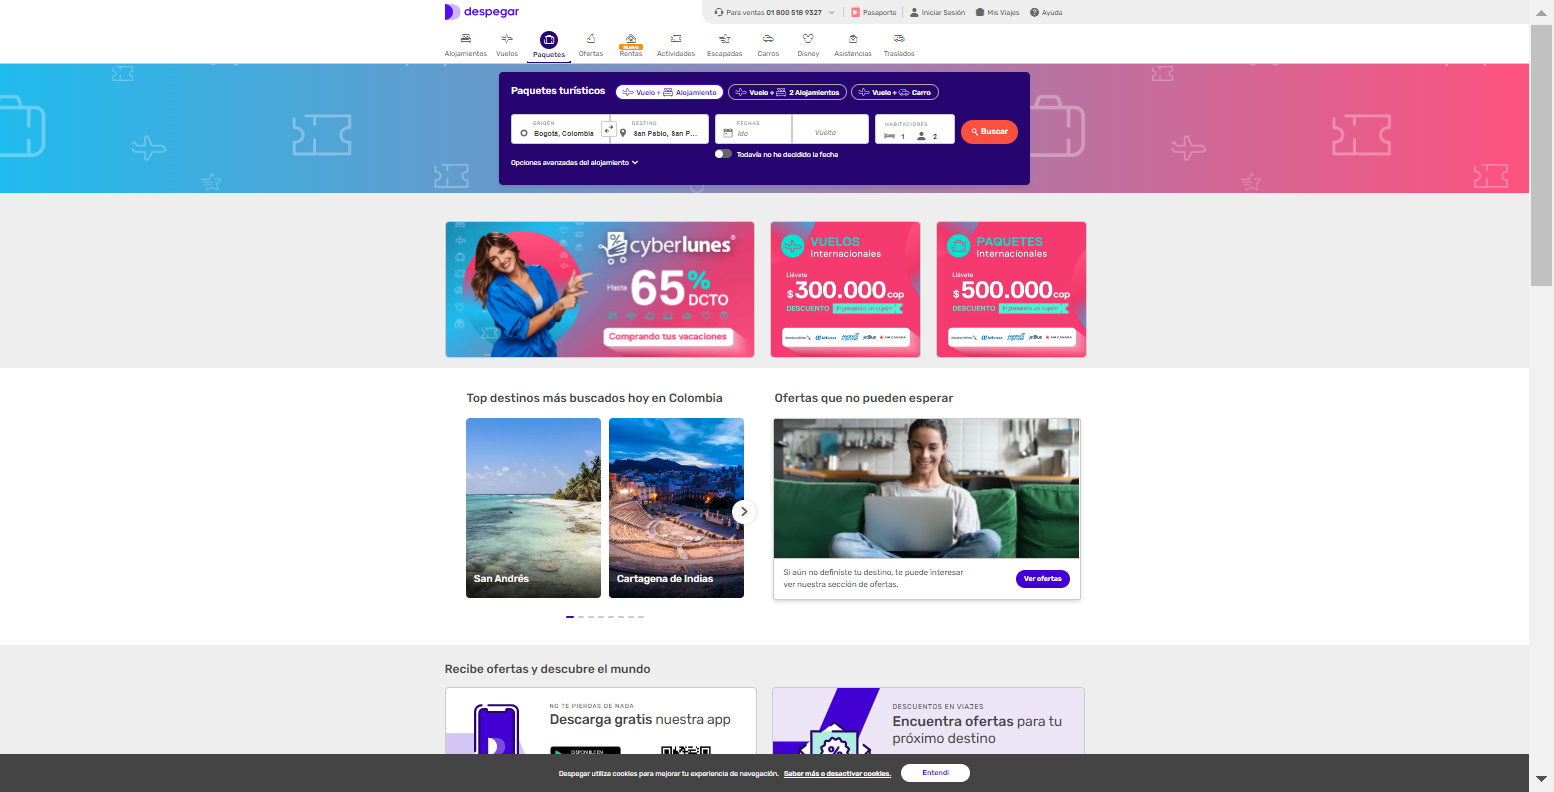 despegar
Para ventas 01 800 518 9327
Pasaporte
Iniciar Sesión
Mis Viajes
Ayuda
Alojamientos
Vuelos
Paquetes
Ofertas
Nuevo
Rentas
Actividades
Escapadas
Carros
Disney
Asistencias
Traslados
Paquetes turísticos
Vuelo + Alojamiento
Vuelo + 2 Alojamientos
Vuelo + Carro
ORIGEN
Bogotá, Colombia
DESTINO
San Pablo, San P...
FECHAS
Ida
Vuelta
HABITACIONES
1
2
Buscar
Todavía no he decidido la fecha
Opciones avanzadas del alojamiento
cyberlunes®
Hasta 65% DCTO
Comprando tus vacaciones
VUELOS
Internacionales
Llévate
$300.000 COP
DESCUENTO Ingresando un cupón
jetBlue
AIR CANADA
PAQUETES
Internacionales
Llévate
$500.000 COP
DESCUENTO Ingresando un cupón
jetBlue
AIR CANADA
Top destinos más buscados hoy en Colombia
San Andrés
Cartagena de Indias
Ofertas que no pueden esperar
Si aún no definiste tu destino, te puede interesar
ver nuestra sección de ofertas.
Ver ofertas
Recibe ofertas y descubre el mundo
NO TE PIERDAS DE NADA
Descarga gratis nuestra app
DISPONIBLE EN
DESCUENTOS EN VIAJES
Encuentra ofertas para tu
próximo destino
Despegar utiliza cookies para mejorar tu experiencia de navegación. Saber más o desactivar cookies.
Entendí